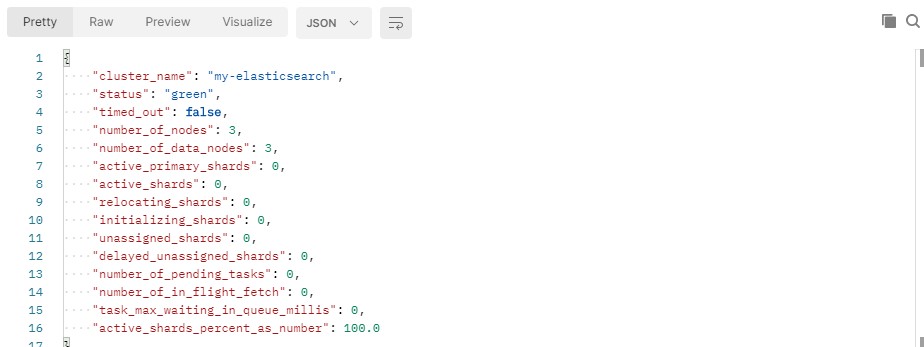 Pretty Raw Preview Visualize JSON
1 {
2 "cluster_name": "my-elasticsearch",
3 "status": "green",
4 "timed_out": false,
5 "number_of_nodes": 3,
6 "number_of_data_nodes": 3,
7 "active_primary_shards": 0,
8 "active_shards": 0,
9 "relocating_shards": 0,
10 "initializing_shards": 0,
11 "unassigned_shards": 0,
12 "delayed_unassigned_shards": 0,
13 "number_of_pending_tasks": 0,
14 "number_of_in_flight_fetch": 0,
15 "task_max_waiting_in_queue_millis": 0,
16 "active_shards_percent_as_number": 100.0
17 }